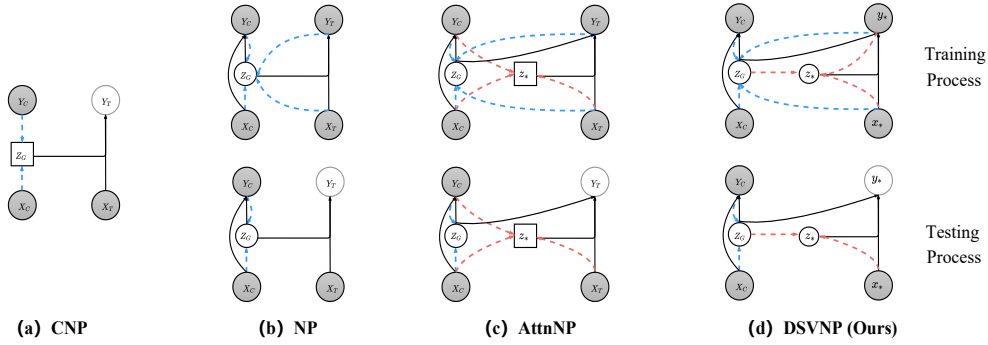 Y_C Y_T Y_C Y_T Y_C y_*
Z_G Z_G z_* Z_G z_*
Training
Process
X_C X_T X_C X_T X_C x_*
Y_C Y_T
Z_G
X_C X_T
Y_C Y_T Y_C Y_T Y_C y_*
Z_G Z_G z_* Z_G z_*
Testing
Process
X_C X_T X_C X_T X_C x_*
(a) CNP (b) NP (c) AttnNP (d) DSVNP (Ours)